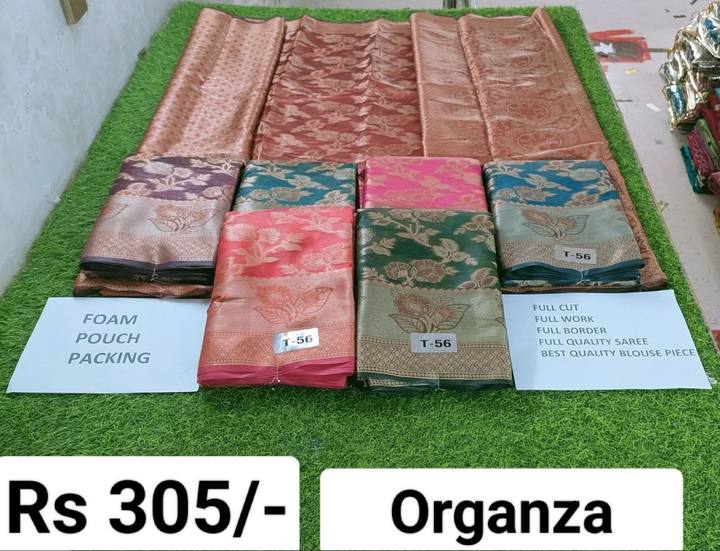 T-56
T-56
T-56
FOAM
POUCH
PACKING
FULL CUT
FULL WORK
FULL BORDER
FULL QUALITY SAREE
BEST QUALITY BLOUSE PIECE
Rs 305/-
Organza